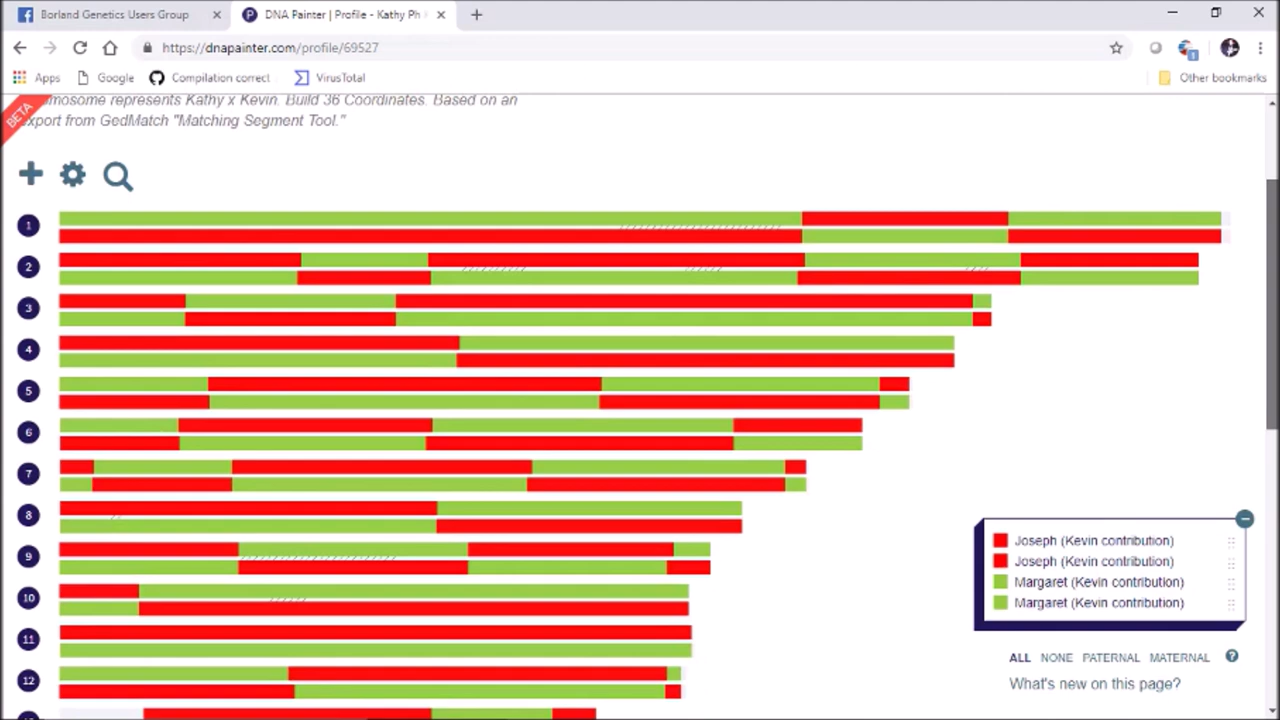 Borland Genetics Users Group
DNA Painter | Profile - Kathy Ph
https://dnapainter.com/profile/69527
1
Apps
Google
Compilation correct
VirusTotal
Other bookmarks
BETA
mosome represents Kathy x Kevin. Build 36 Coordinates. Based on an
xport from GedMatch "Matching Segment Tool."
1
2
3
4
5
6
7
8
9
10
11
12
Joseph (Kevin contribution)
Joseph (Kevin contribution)
Margaret (Kevin contribution)
Margaret (Kevin contribution)
ALL NONE PATERNAL MATERNAL ?
What's new on this page?